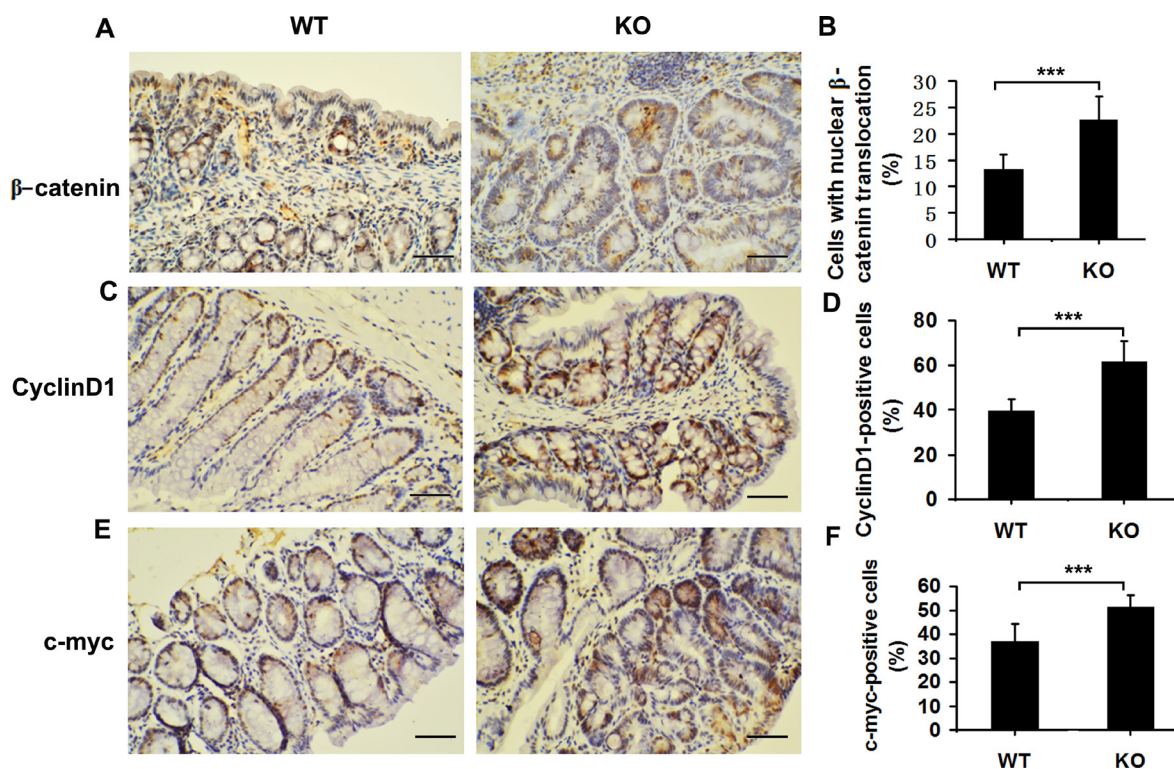 A
WT
KO
β-catenin
B
Cells with nuclear β-
catenin translocation
(%)
30
25
20
15
10
5
0
***
WT
KO
C
CyclinD1
D
CyclinD1-positive cells
(%)
80
60
40
20
0
***
WT
KO
E
c-myc
F
c-myc-positive cells
(%)
60
50
40
30
20
10
0
***
WT
KO